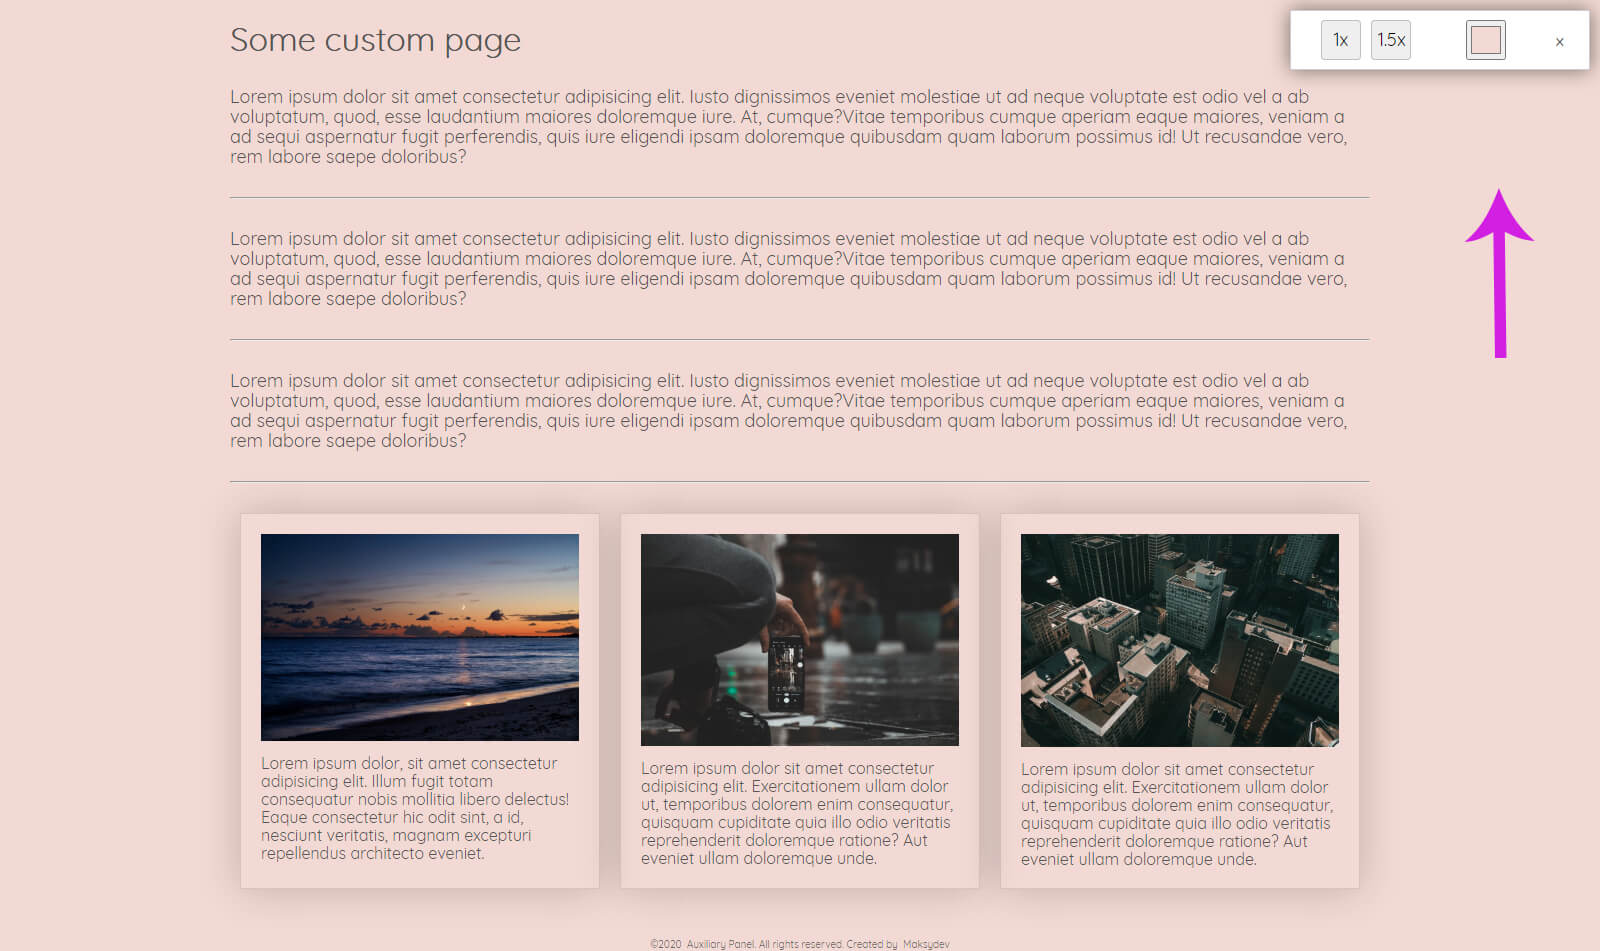 Some custom page
1x 1.5x ×
Lorem ipsum dolor sit amet consectetur adipisicing elit. Iusto dignissimos eveniet molestiae ut ad neque voluptate est odio vel a ab
voluptatum, quod, esse laudantium maiores doloremque iure. At, cumque?Vitae temporibus cumque aperiam eaque maiores, veniam a
ad sequi aspernatur fugit perferendis, quis iure eligendi ipsam doloremque quibusdam quam laborum possimus id! Ut recusandae vero,
rem labore saepe doloribus?
Lorem ipsum dolor sit amet consectetur adipisicing elit. Iusto dignissimos eveniet molestiae ut ad neque voluptate est odio vel a ab
voluptatum, quod, esse laudantium maiores doloremque iure. At, cumque?Vitae temporibus cumque aperiam eaque maiores, veniam a
ad sequi aspernatur fugit perferendis, quis iure eligendi ipsam doloremque quibusdam quam laborum possimus id! Ut recusandae vero,
rem labore saepe doloribus?
Lorem ipsum dolor sit amet consectetur adipisicing elit. Iusto dignissimos eveniet molestiae ut ad neque voluptate est odio vel a ab
voluptatum, quod, esse laudantium maiores doloremque iure. At, cumque?Vitae temporibus cumque aperiam eaque maiores, veniam a
ad sequi aspernatur fugit perferendis, quis iure eligendi ipsam doloremque quibusdam quam laborum possimus id! Ut recusandae vero,
rem labore saepe doloribus?
Lorem ipsum dolor, sit amet consectetur
adipisicing elit. Illum fugit totam
consequatur nobis mollitia libero delectus!
Eaque consectetur hic odit sint, a id,
nesciunt veritatis, magnam excepturi
repellendus architecto eveniet.
Lorem ipsum dolor sit amet consectetur
adipisicing elit. Exercitationem ullam dolor
ut, temporibus dolorem enim consequatur,
quisquam cupiditate quia illo odio veritatis
reprehenderit doloremque ratione? Aut
eveniet ullam doloremque unde.
Lorem ipsum dolor sit amet consectetur
adipisicing elit. Exercitationem ullam dolor
ut, temporibus dolorem enim consequatur,
quisquam cupiditate quia illo odio veritatis
reprehenderit doloremque ratione? Aut
eveniet ullam doloremque unde.
©2020 Auxiliary Panel. All rights reserved. Created by Maksydev